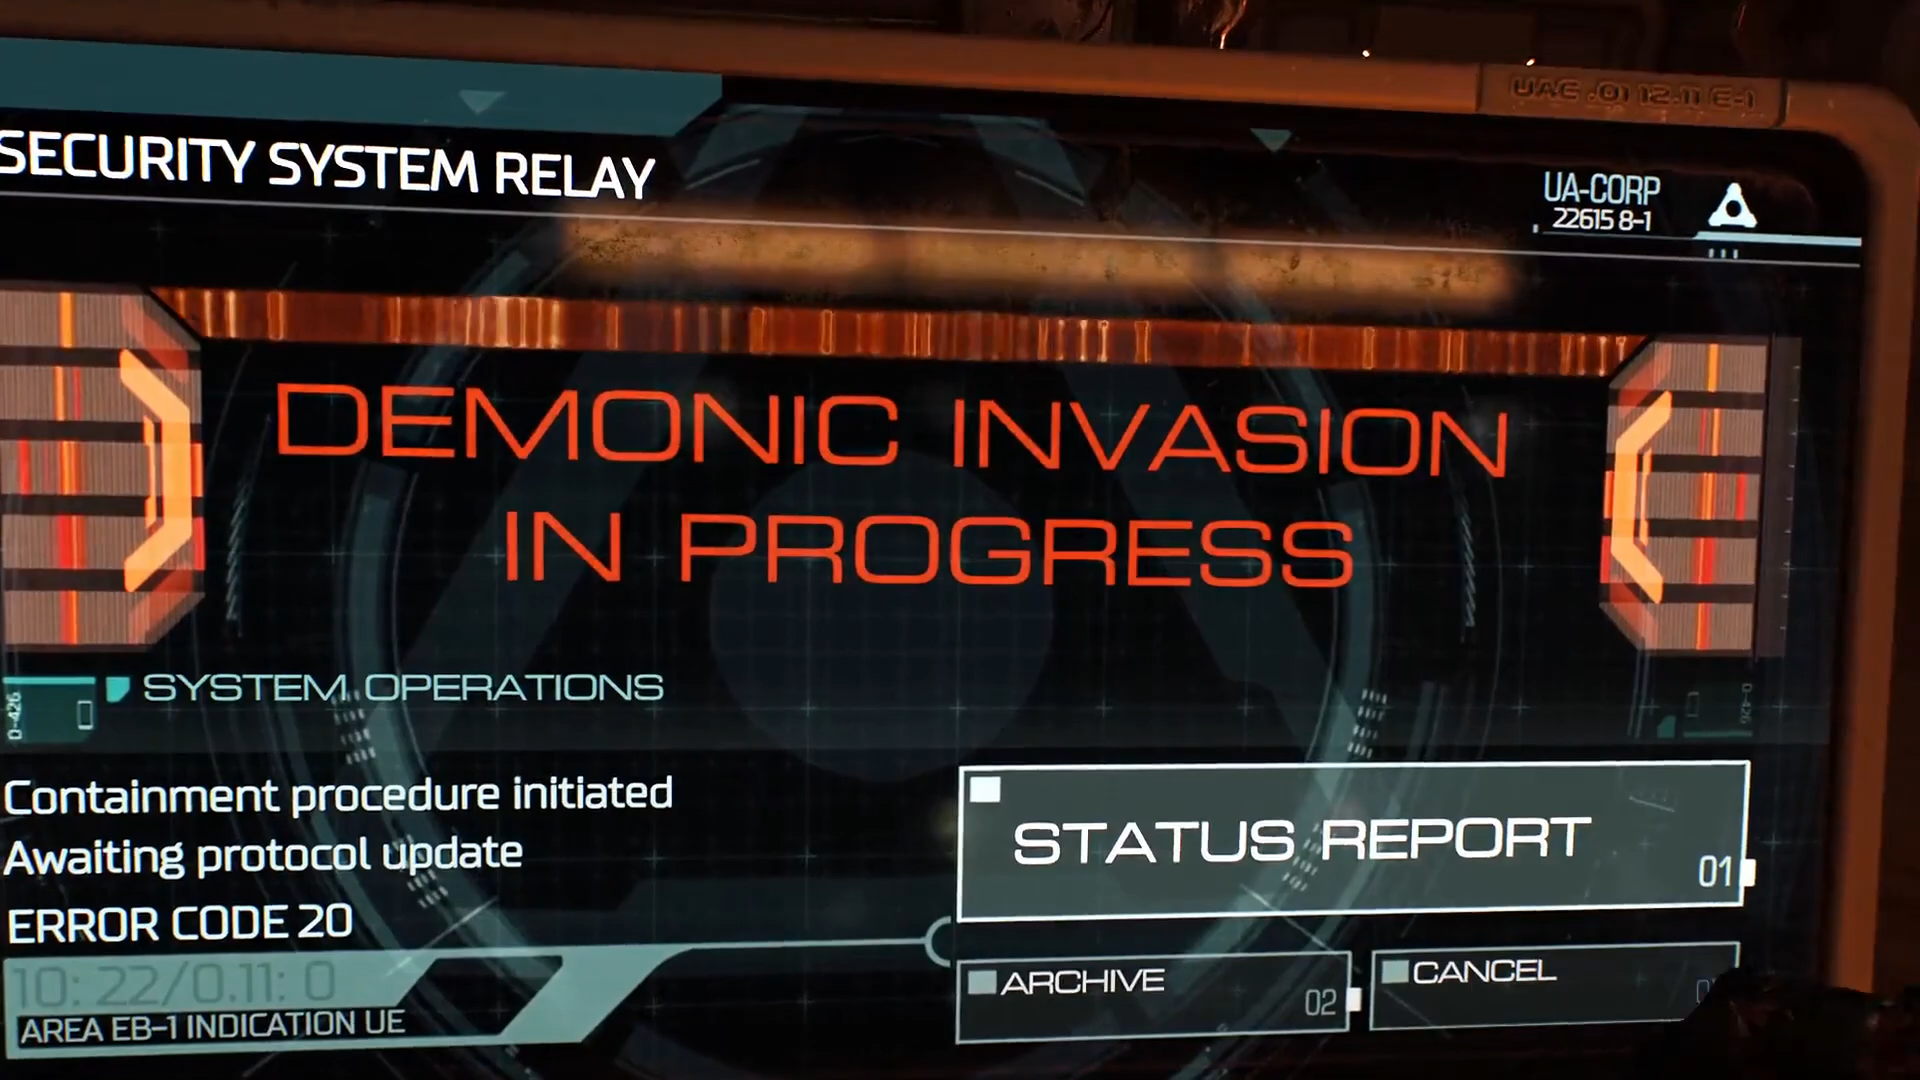 UAC .01 12.11 E-1
SECURITY SYSTEM RELAY
UA-CORP
22615 8-1
DEMONIC INVASION
IN PROGRESS
D-426
SYSTEM OPERATIONS
D-426
Containment procedure initiated
Awaiting protocol update
ERROR CODE 20
STATUS REPORT
01
10: 22/0.11: 0
AREA EB-1 INDICATION UE
ARCHIVE
02
CANCEL